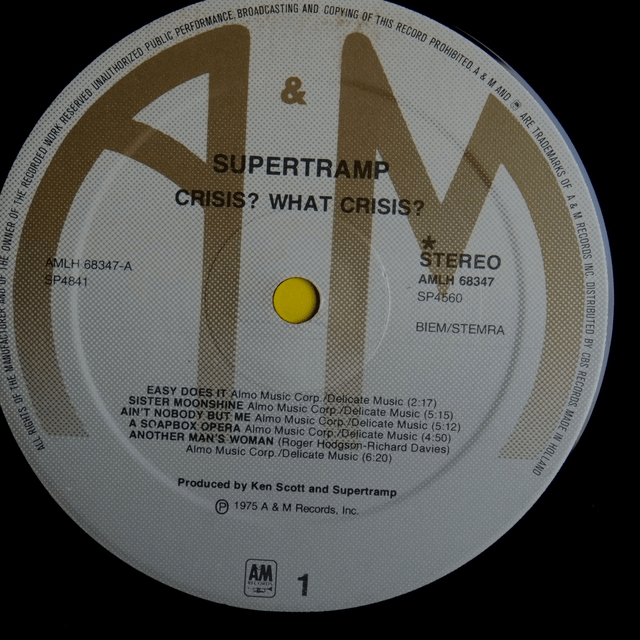 ALL RIGHTS OF THE MANUFACTURER AND OF THE OWNER OF THE RECORDED WORK RESERVED. UNAUTHORIZED PUBLIC PERFORMANCE, BROADCASTING AND COPYING OF THIS RECORD PROHIBITED. A & M AND ARE TRADEMARKS OF A & M RECORDS INC. DISTRIBUTED BY CBS RECORDS MADE IN HOLLAND
A & M
SUPERTRAMP
CRISIS? WHAT CRISIS?
AMLH 68347-A
SP4841
*
STEREO
AMLH 68347
SP4560
BIEM/STEMRA
EASY DOES IT Almo Music Corp./Delicate Music (2:17)
SISTER MOONSHINE Almo Music Corp./Delicate Music (5:15)
AIN'T NOBODY BUT ME Almo Music Corp./Delicate Music (5:12)
A SOAPBOX OPERA Almo Music Corp./Delicate Music (4:50)
ANOTHER MAN'S WOMAN (Roger Hodgson-Richard Davies)
Almo Music Corp./Delicate Music (6:20)
Produced by Ken Scott and Supertramp
Ⓟ 1975 A & M Records, Inc.
AM
RECORDS
1